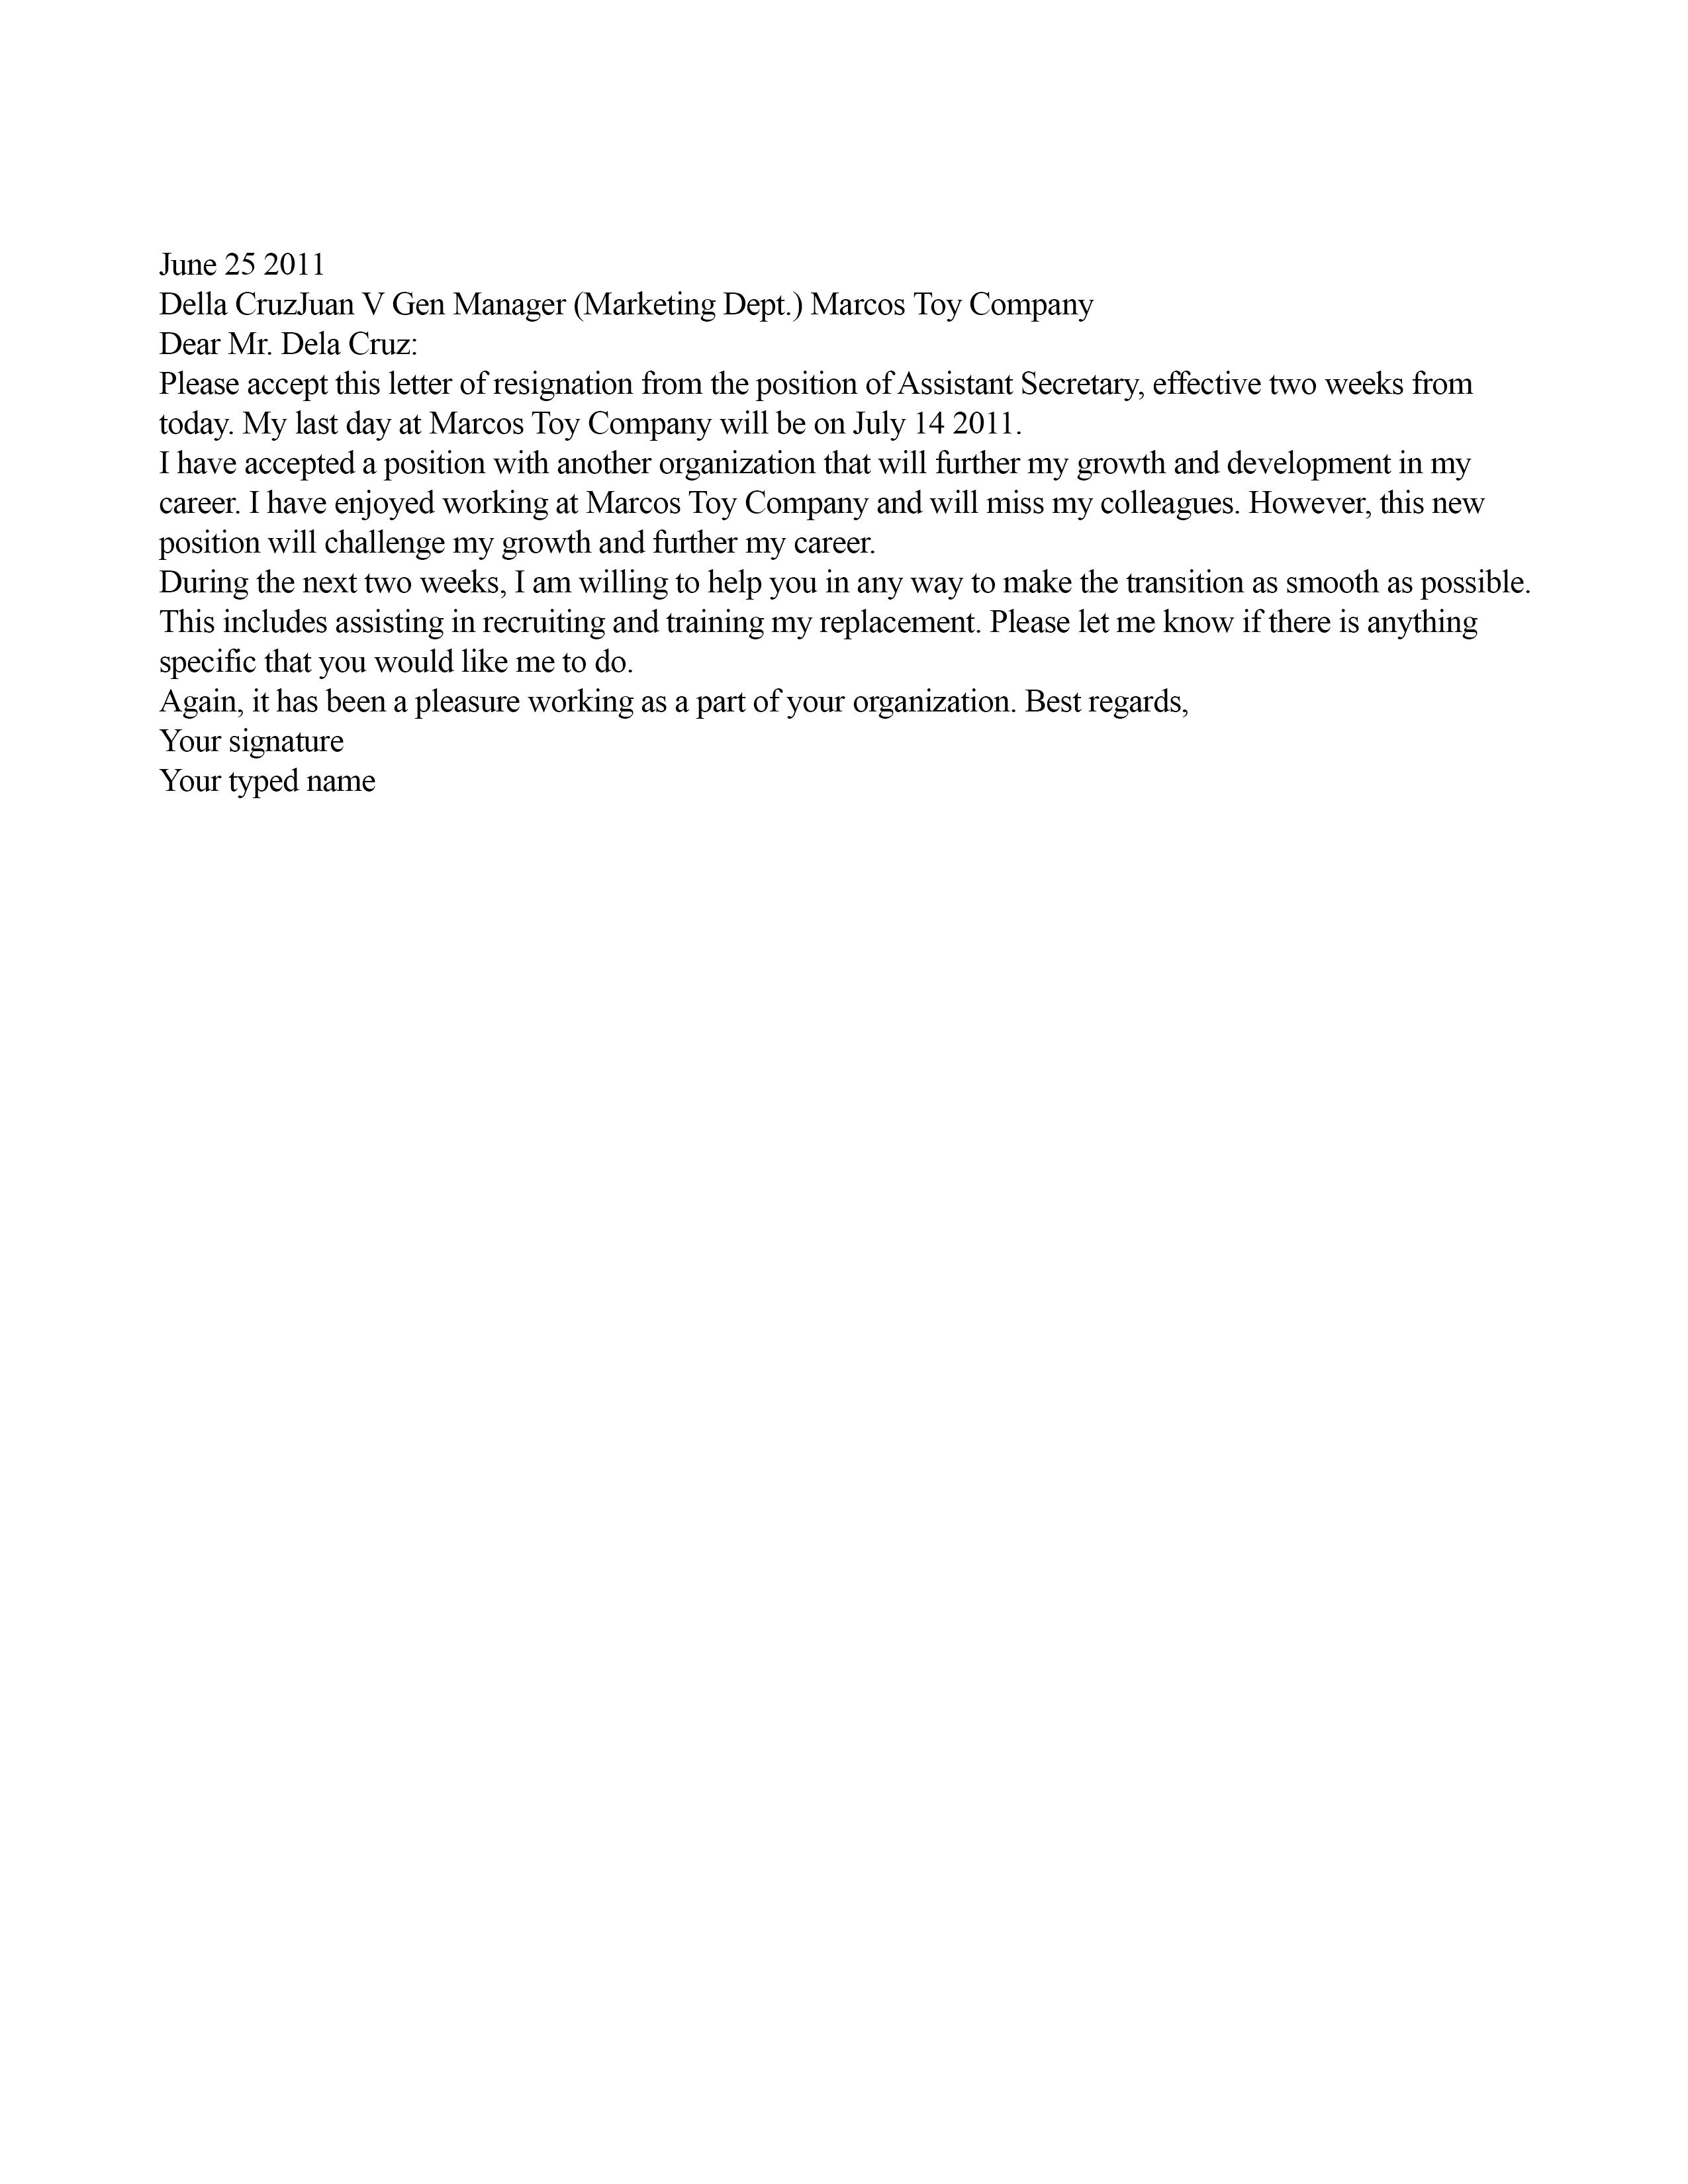 June 25 2011
Della CruzJuan V Gen Manager (Marketing Dept.) Marcos Toy Company
Dear Mr. Dela Cruz:
Please accept this letter of resignation from the position of Assistant Secretary, effective two weeks from
today. My last day at Marcos Toy Company will be on July 14 2011.
I have accepted a position with another organization that will further my growth and development in my
career. I have enjoyed working at Marcos Toy Company and will miss my colleagues. However, this new
position will challenge my growth and further my career.
During the next two weeks, I am willing to help you in any way to make the transition as smooth as possible.
This includes assisting in recruiting and training my replacement. Please let me know if there is anything
specific that you would like me to do.
Again, it has been a pleasure working as a part of your organization. Best regards,
Your signature
Your typed name